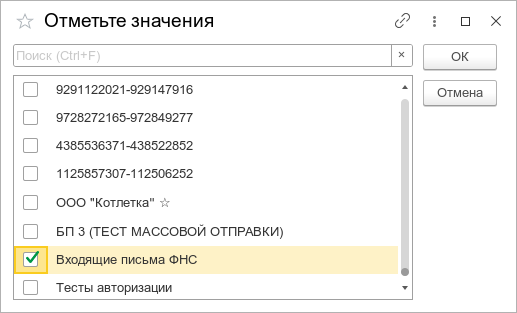 Отметьте значения
Поиск (Ctrl+F)
ОК
9291122021-929147916
Отмена
9728272165-972849277
4385536371-438522852
1125857307-112506252
ООО "Котлетка" ☆
БП 3 (ТЕСТ МАССОВОЙ ОТПРАВКИ)
Входящие письма ФНС
Тесты авторизации